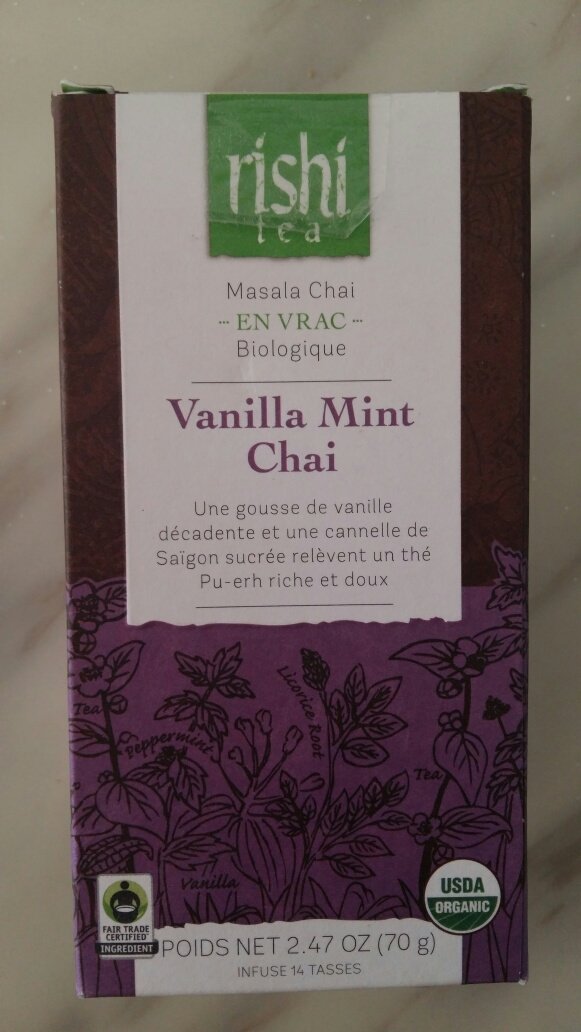 rishi
tea
Masala Chai
··· EN VRAC ···
Biologique
Vanilla Mint
Chai
Une gousse de vanille
décadente et une cannelle de
Saïgon sucrée relèvent un thé
Pu-erh riche et doux
Tea
Peppermint
Licorice Root
Tea
Vanilla
FAIR TRADE
CERTIFIED
INGREDIENT
USDA
ORGANIC
POIDS NET 2.47 OZ (70 g)
INFUSE 14 TASSES